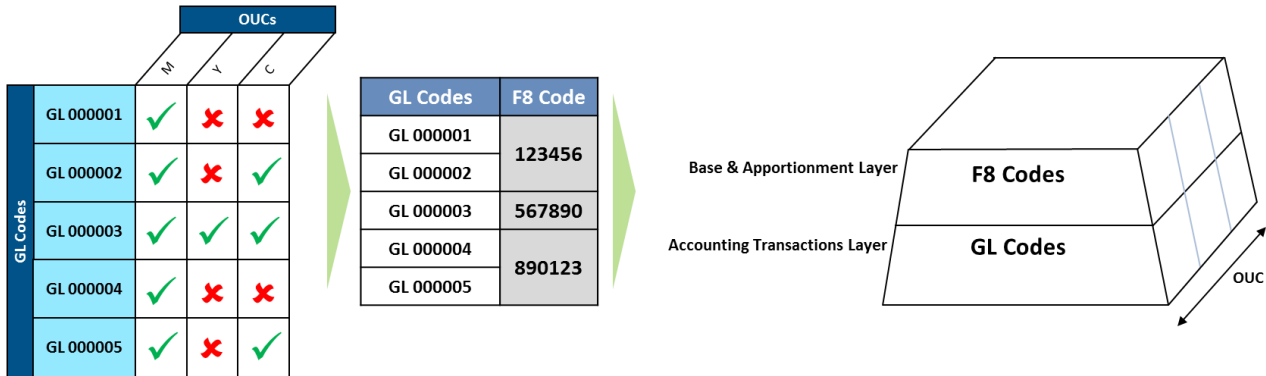 OUCs
M Y C
GL Codes
GL 000001
GL 000002
GL 000003
GL 000004
GL 000005
GL Codes F8 Code
GL 000001
GL 000002
123456
GL 000003 567890
GL 000004
GL 000005
890123
Base & Apportionment Layer
F8 Codes
Accounting Transactions Layer
GL Codes
OUC